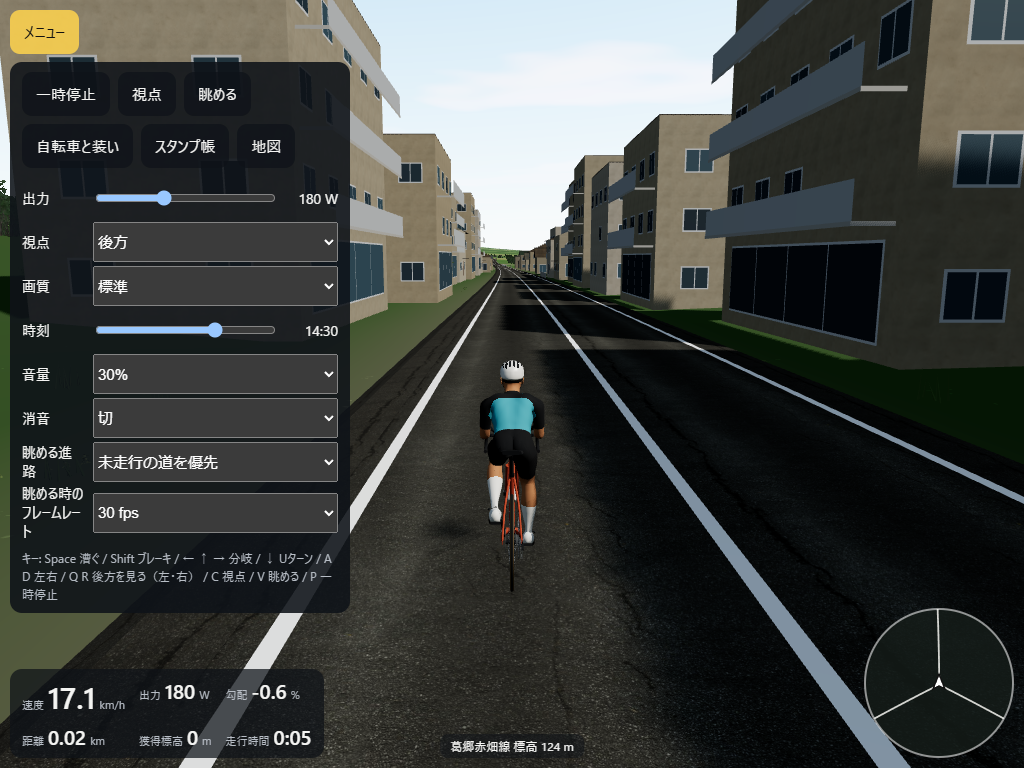 メニュー
一時停止 視点 眺める
自転車と装い スタンプ帳 地図
出力 180 W
視点 後方
画質 標準
時刻 14:30
音量 30%
消音 切
眺める進
路 未走行の道を優先
眺める時の
フレームレー
ト 30 fps
キー: Space 漕ぐ / Shift ブレーキ / ← ↑ → 分岐 / ↓ Uターン / A
D 左右 / Q R 後方を見る（左・右） / C 視点 / V 眺める / P 一
時停止
速度 17.1 km/h 出力 180 W 勾配 -0.6 %
距離 0.02 km 獲得標高 0 m 走行時間 0:05
葛郷赤畑線 標高 124 m